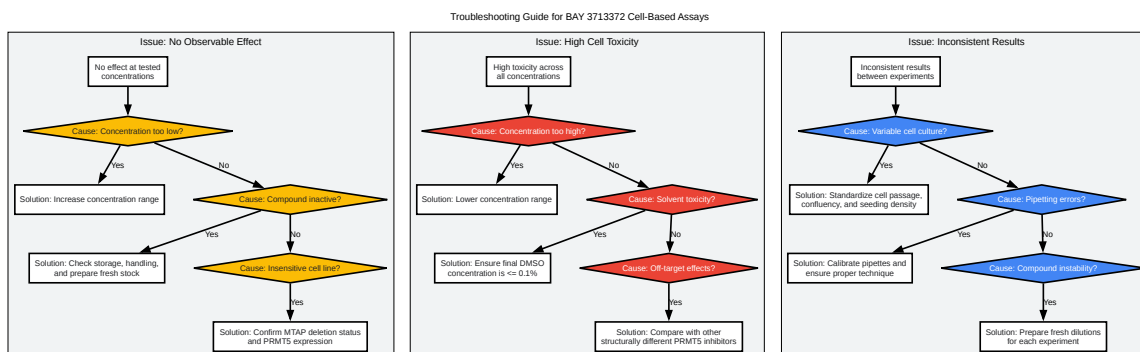 Troubleshooting Guide for BAY 3713372 Cell-Based Assays
Issue: No Observable Effect
No effect at tested
concentrations
Cause: Concentration too low?
Yes
No
Solution: Increase concentration range
Cause: Compound inactive?
Yes
No
Solution: Check storage, handling,
and prepare fresh stock
Cause: Insensitive cell line?
Yes
Solution: Confirm MTAP deletion status
and PRMT5 expression
Issue: High Cell Toxicity
High toxicity across
all concentrations
Cause: Concentration too high?
Yes
No
Solution: Lower concentration range
Cause: Solvent toxicity?
Yes
No
Solution: Ensure final DMSO
concentration is <= 0.1%
Cause: Off-target effects?
Yes
Solution: Compare with other
structurally different PRMT5 inhibitors
Issue: Inconsistent Results
Inconsistent results
between experiments
Cause: Variable cell culture?
Yes
No
Solution: Standardize cell passage,
confluency, and seeding density
Cause: Pipetting errors?
Yes
No
Solution: Calibrate pipettes and
ensure proper technique
Cause: Compound instability?
Yes
Solution: Prepare fresh dilutions
for each experiment